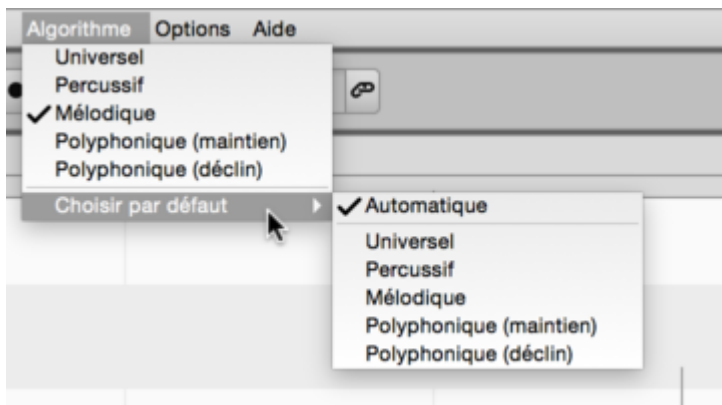 Algorithme Options Aide
Universel
Percussif
✓ Mélodique
Polyphonique (maintien)
Polyphonique (déclin)
Choisir par défaut
✓ Automatique
Universel
Percussif
Mélodique
Polyphonique (maintien)
Polyphonique (déclin)